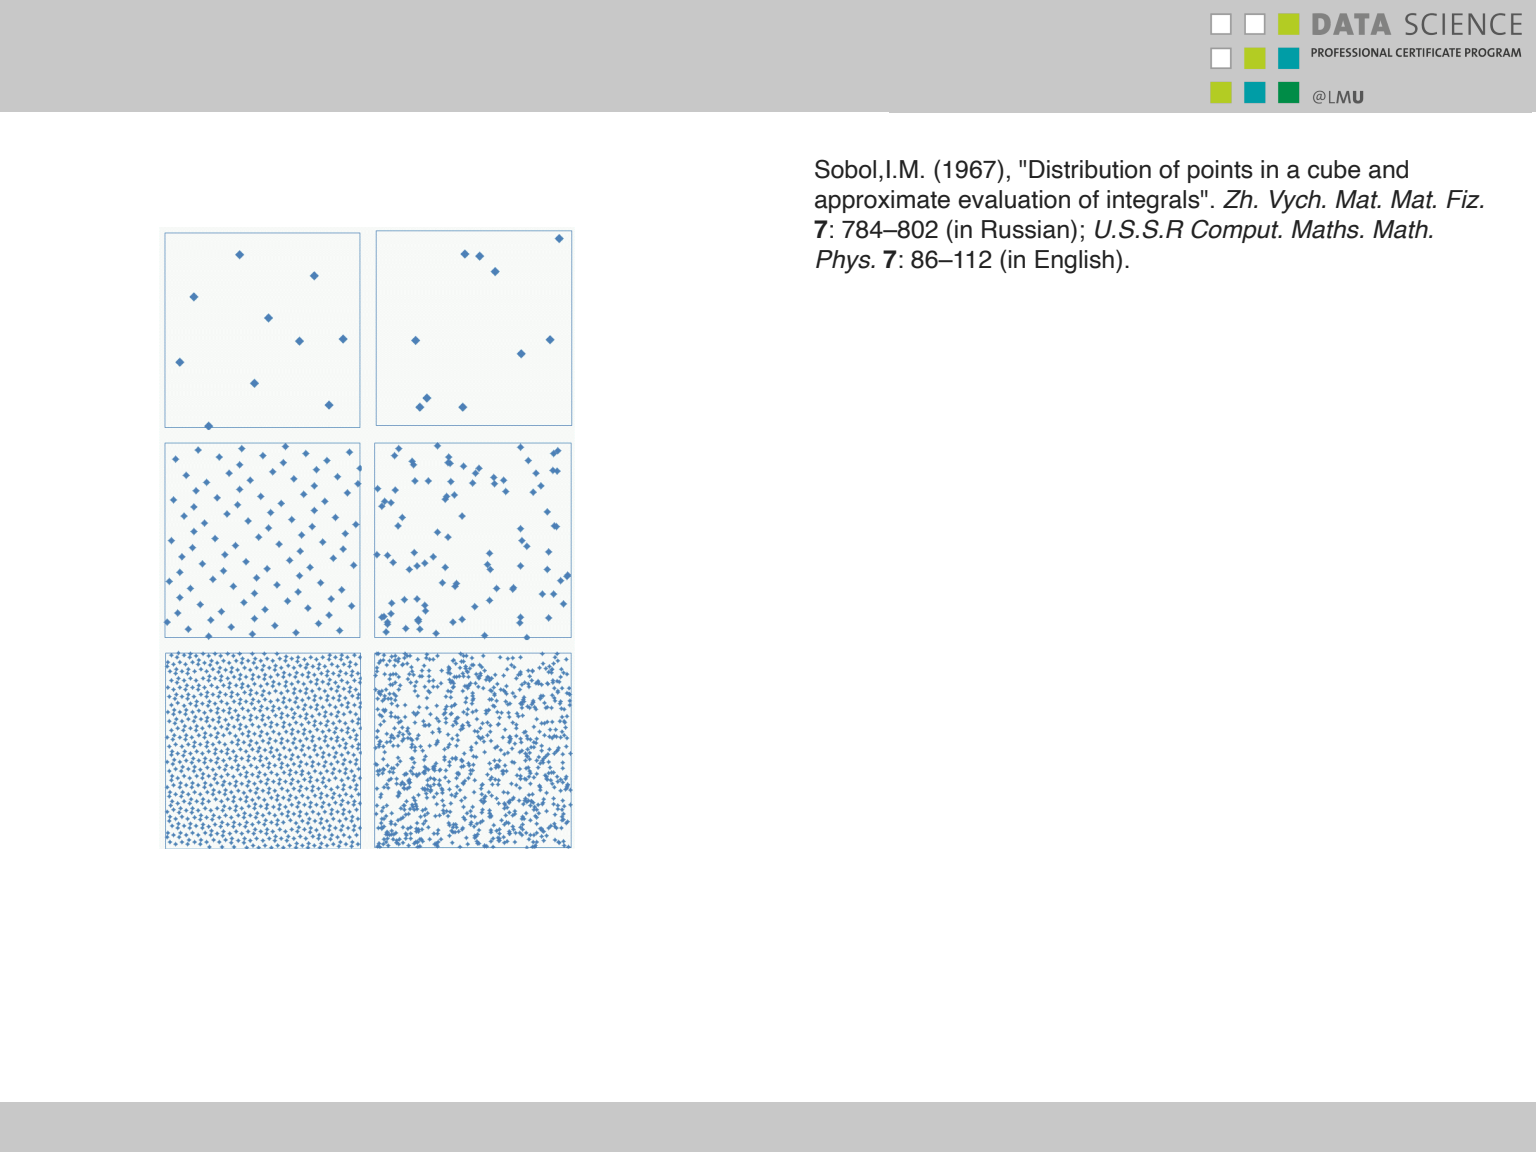 DATA SCIENCE
PROFESSIONAL CERTIFICATE PROGRAM
@LMU
Sobol,I.M. (1967), "Distribution of points in a cube and
approximate evaluation of integrals". Zh. Vych. Mat. Mat. Fiz.
7: 784–802 (in Russian); U.S.S.R Comput. Maths. Math.
Phys. 7: 86–112 (in English).